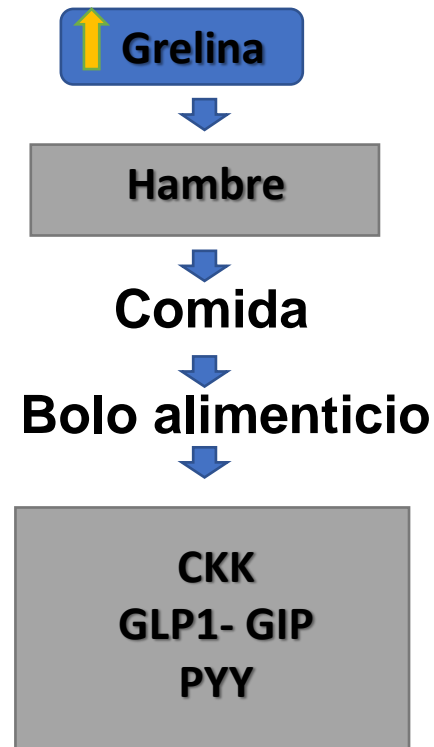 Grelina
Hambre
Comida
Bolo alimenticio
CKK
GLP1- GIP
PYY